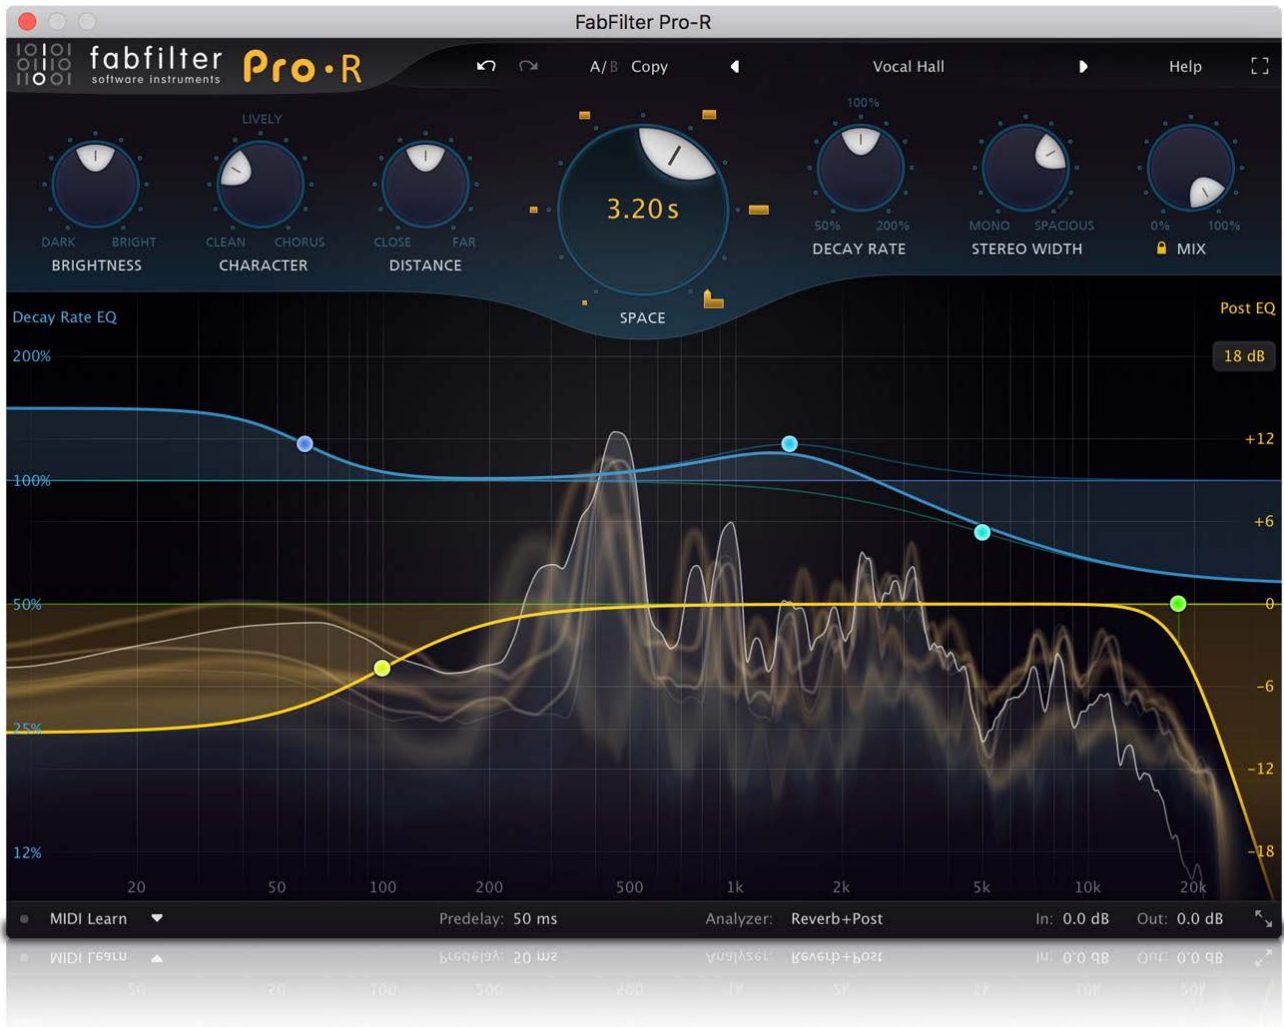 FabFilter Pro-R
fabfilter
software instruments
Pro·R
A/B Copy
Vocal Hall
Help
DARK BRIGHT
BRIGHTNESS
LIVELY
CLEAN CHORUS
CHARACTER
CLOSE FAR
DISTANCE
3.20s
SPACE
100%
50% 200%
DECAY RATE
MONO SPACIOUS
STEREO WIDTH
0% 100%
MIX
Decay Rate EQ
Post EQ
200%
18 dB
+12
100%
+6
50%
0
-6
25%
-12
12%
-18
20 50 100 200 500 1k 2k 5k 10k 20k
MIDI Learn Predelay: 50 ms Analyzer: Reverb+Post In: 0.0 dB Out: 0.0 dB